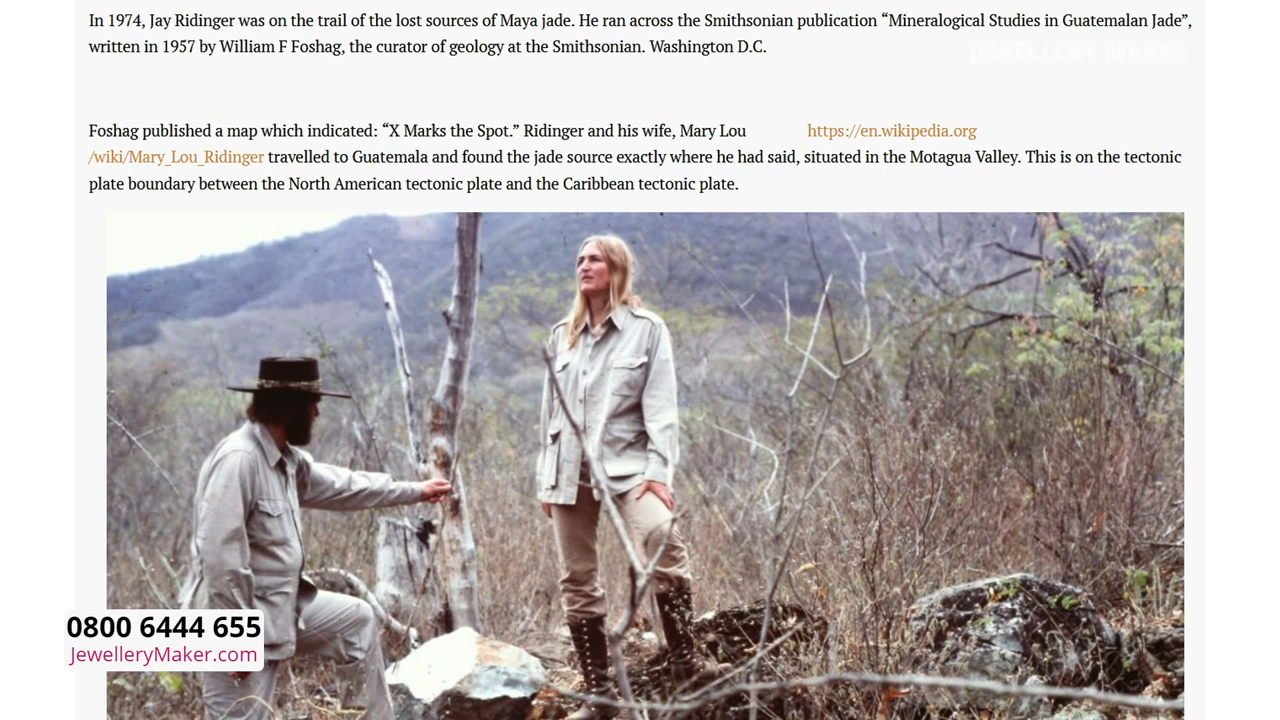 In 1974, Jay Ridinger was on the trail of the lost sources of Maya jade. He ran across the Smithsonian publication “Mineralogical Studies in Guatemalan Jade”,
written in 1957 by William F Foshag, the curator of geology at the Smithsonian. Washington D.C.
JEWELLERY MAKER
Foshag published a map which indicated: “X Marks the Spot.” Ridinger and his wife, Mary Lou https://en.wikipedia.org
/wiki/Mary_Lou_Ridinger travelled to Guatemala and found the jade source exactly where he had said, situated in the Motagua Valley. This is on the tectonic
plate boundary between the North American tectonic plate and the Caribbean tectonic plate.
0800 6444 655
JewelleryMaker.com